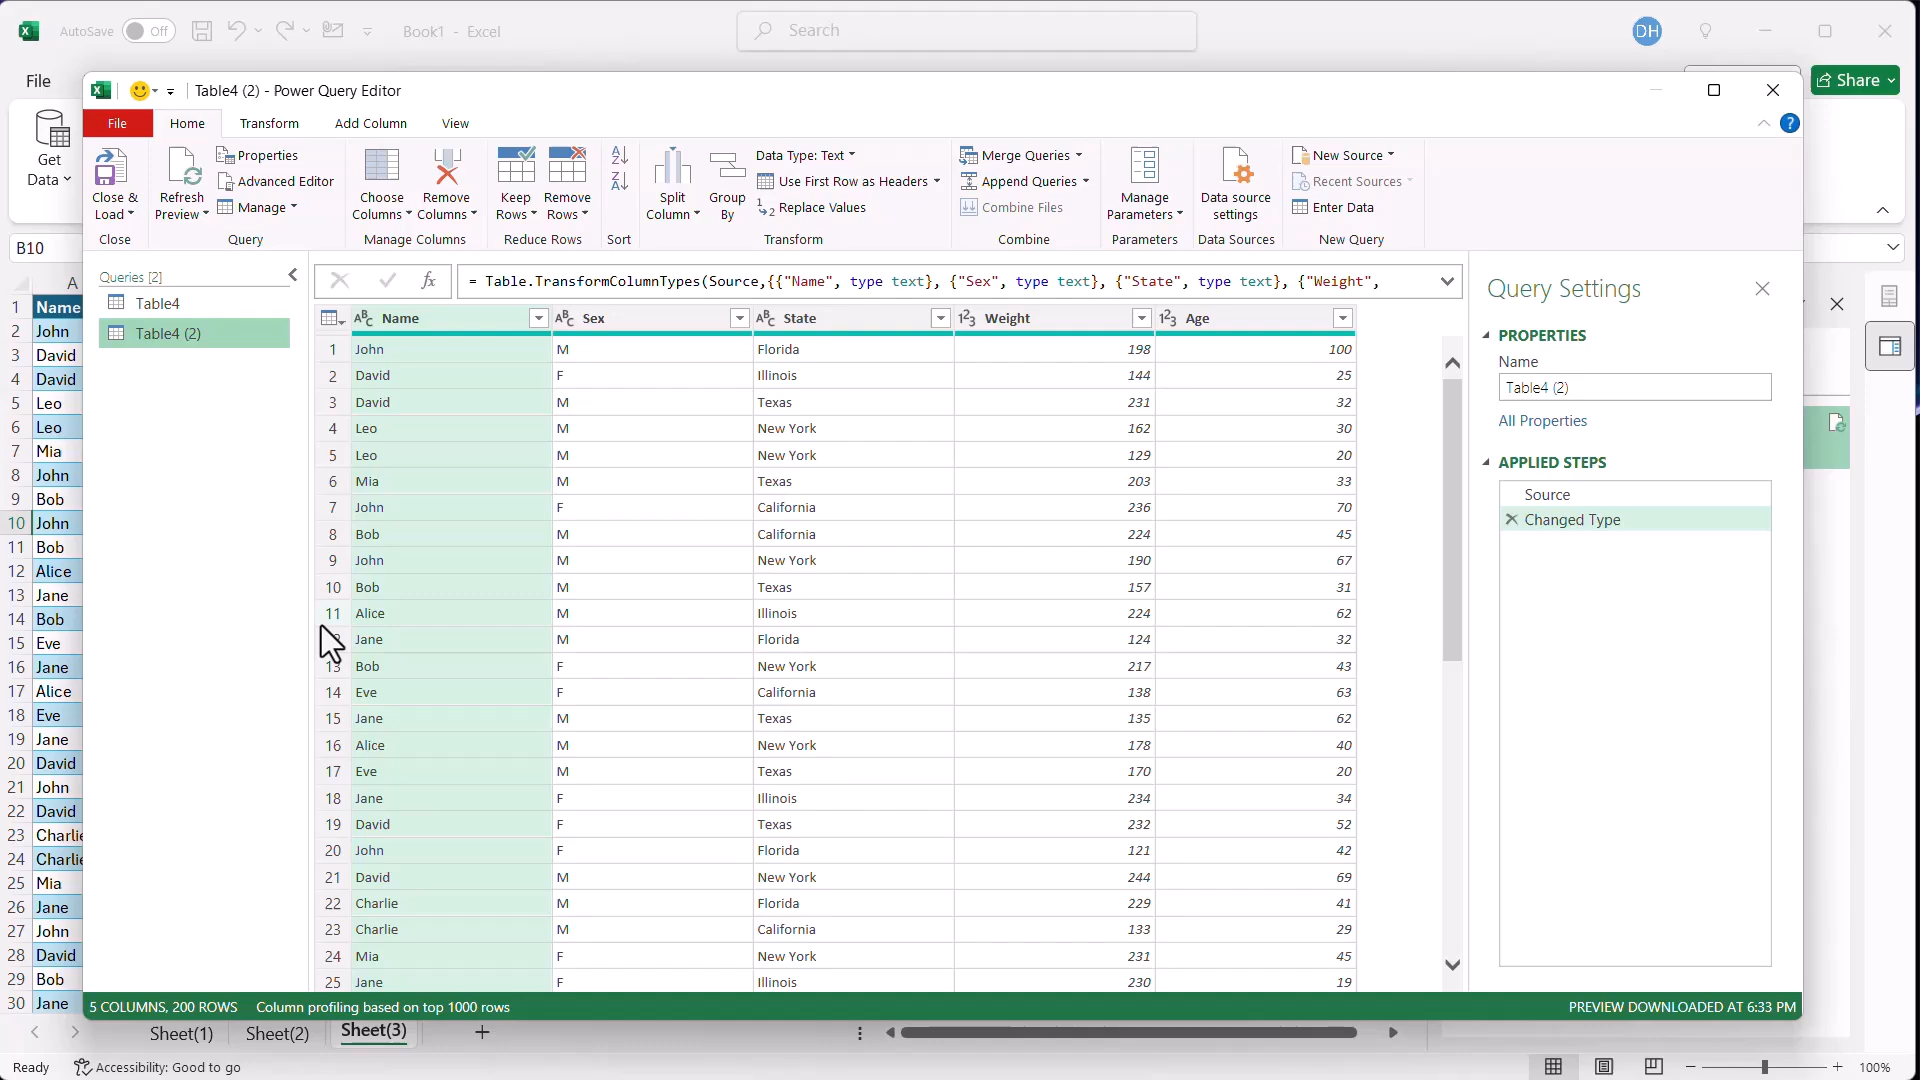 AutoSave Off Book1 - Excel Search DH
File Share
Get Data
B10
A
Table4 (2) - Power Query Editor
File Home Transform Add Column View
Close & Load
Refresh Preview
Properties
Advanced Editor
Manage
Choose Columns
Remove Columns
Keep Rows
Remove Rows
Split Column
Group By
Data Type: Text
Use First Row as Headers
Replace Values
Merge Queries
Append Queries
Combine Files
Manage Parameters
Data source settings
New Source
Recent Sources
Enter Data
Close Query Manage Columns Reduce Rows Sort Transform Combine Parameters Data Sources New Query
Queries [2]
Table4
Table4 (2)
fx = Table.TransformColumnTypes(Source,{{"Name", type text}, {"Sex", type text}, {"State", type text}, {"Weight",
Name Sex State Weight Age
1 John M Florida 198 100
2 David F Illinois 144 25
3 David M Texas 231 32
4 Leo M New York 162 30
5 Leo M New York 129 20
6 Mia M Texas 203 33
7 John F California 236 70
8 Bob M California 224 45
9 John M New York 190 67
10 Bob M Texas 157 31
11 Alice M Illinois 224 62
Jane M Florida 124 32
13 Bob F New York 217 43
14 Eve F California 138 63
15 Jane M Texas 135 62
16 Alice M New York 178 40
17 Eve M Texas 170 20
18 Jane F Illinois 234 34
19 David F Texas 232 52
20 John F Florida 121 42
21 David M New York 244 69
22 Charlie M Florida 229 41
23 Charlie M California 133 29
24 Mia F New York 231 45
25 Jane F Illinois 230 19
Query Settings
PROPERTIES
Name
Table4 (2)
All Properties
APPLIED STEPS
Source
Changed Type
5 COLUMNS, 200 ROWS Column profiling based on top 1000 rows PREVIEW DOWNLOADED AT 6:33 PM
1 Name
2 John
3 David
4 David
5 Leo
6 Leo
7 Mia
8 John
9 Bob
10 John
11 Bob
12 Alice
13 Jane
14 Bob
15 Eve
16 Jane
17 Alice
18 Eve
19 Jane
20 David
21 John
22 David
23 Charlie
24 Charlie
25 Mia
26 Jane
27 John
28 David
29 Bob
30 Jane
Sheet(1) Sheet(2) Sheet(3)
Ready Accessibility: Good to go 100%